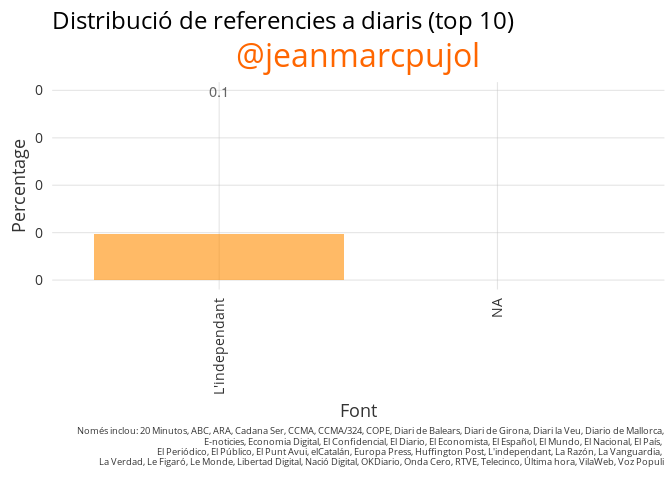 Distribució de referencies a diaris (top 10)
@jeanmarcpujol
0.1
0
0
0
0
0
Percentage
L'independant
NA
Font
Només inclou: 20 Minutos, ABC, ARA, Cadana Ser, CCMA, CCMA/324, COPE, Diari de Balears, Diari de Girona, Diari la Veu, Diario de Mallorca,
E-noticies, Economia Digital, El Confidencial, El Diario, El Economista, El Español, El Mundo, El Nacional, El País,
El Periódico, El Público, El Punt Avui, elCatalán, Europa Press, Huffington Post, L'independant, La Razón, La Vanguardia,
La Verdad, Le Figaró, Le Monde, Libertad Digital, Nació Digital, OKDiario, Onda Cero, RTVE, Telecinco, Última hora, VilaWeb, Voz Populi